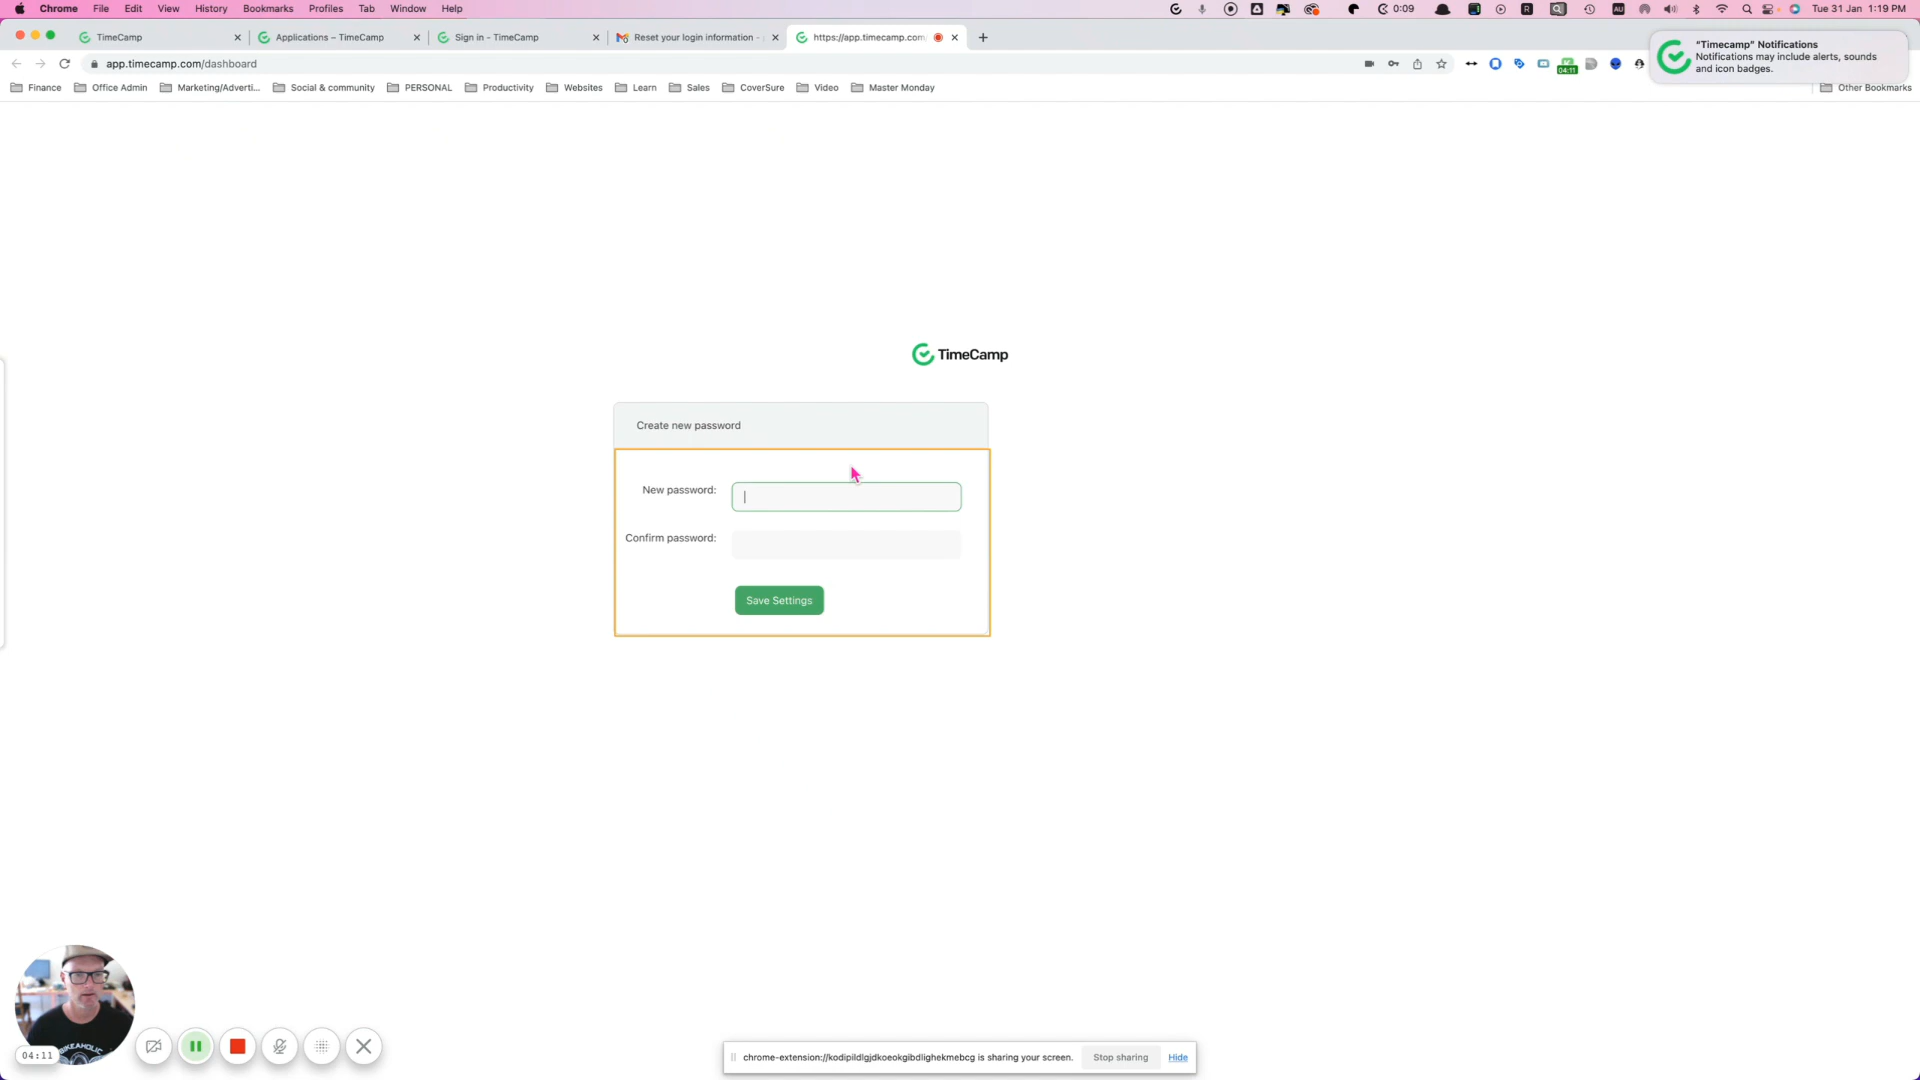 Chrome File Edit View History Bookmarks Profiles Tab Window Help 0:09 R AU Tue 31 Jan 1:19 PM
TimeCamp Applications – TimeCamp Sign in - TimeCamp Reset your login information - https://app.timecamp.com
app.timecamp.com/dashboard 04:11
"Timecamp" Notifications
Notifications may include alerts, sounds
and icon badges.
Finance Office Admin Marketing/Adverti... Social & community PERSONAL Productivity Websites Learn Sales CoverSure Video Master Monday Other Bookmarks
TimeCamp
Create new password
New password:
Confirm password:
Save Settings
04:11
chrome-extension://kodipildlgjdkoeokgibdlighekmebcg is sharing your screen. Stop sharing Hide